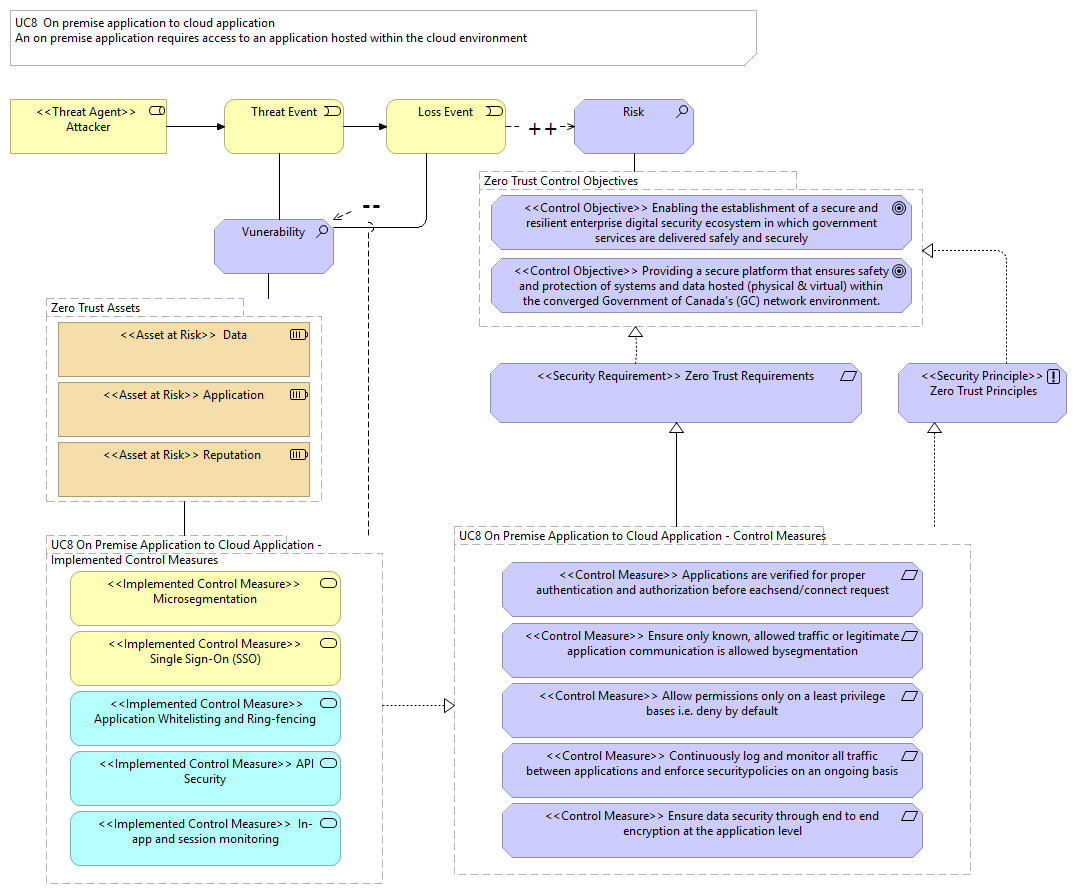 UC8  On premise application to cloud application
An on premise application requires access to an application hosted within the cloud environment
<<Threat Agent>>
Attacker
Threat Event
Loss Event
++
Risk
Zero Trust Control Objectives
<<Control Objective>> Enabling the establishment of a secure and
resilient enterprise digital security ecosystem in which government
services are delivered safely and securely
<<Control Objective>> Providing a secure platform that ensures safety
and protection of systems and data hosted (physical & virtual) within
the converged Government of Canada's (GC) network environment.
--
Vunerability
Zero Trust Assets
<<Asset at Risk>>  Data
<<Asset at Risk>> Application
<<Asset at Risk>> Reputation
<<Security Requirement>> Zero Trust Requirements
<<Security Principle>>
Zero Trust Principles
UC8 On Premise Application to Cloud Application -
Implemented Control Measures
<<Implemented Control Measure>>
Microsegmentation
<<Implemented Control Measure>>
Single Sign-On (SSO)
<<Implemented Control Measure>>
Application Whitelisting and Ring-fencing
<<Implemented Control Measure>> API
Security
<<Implemented Control Measure>>  In-
app and session monitoring
UC8 On Premise Application to Cloud Application - Control Measures
<<Control Measure>> Applications are verified for proper
authentication and authorization before eachsend/connect request
<<Control Measure>> Ensure only known, allowed traffic or legitimate
application communication is allowed bysegmentation
<<Control Measure>> Allow permissions only on a least privilege
bases i.e. deny by default
<<Control Measure>> Continuously log and monitor all traffic
between applications and enforce securitypolicies on an ongoing basis
<<Control Measure>> Ensure data security through end to end
encryption at the application level